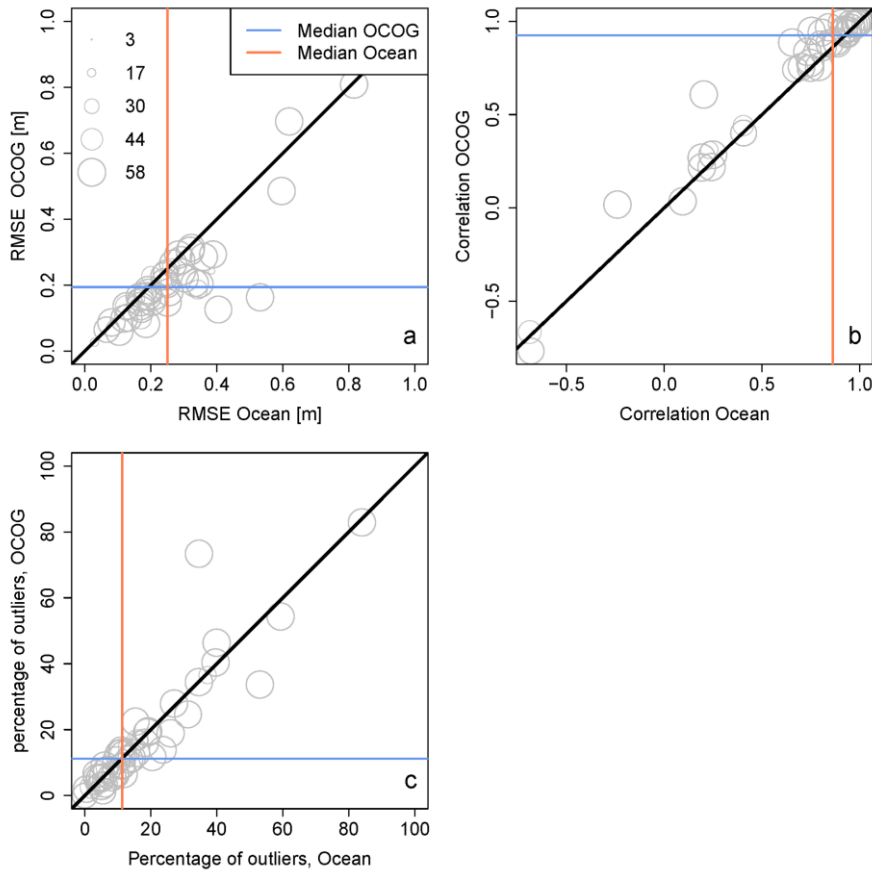 1.0
0.8
0.6
0.4
0.2
0.0
RMSE OCOG [m]
3
17
30
44
58
Median OCOG
Median Ocean
a
0.0 0.2 0.4 0.6 0.8 1.0
RMSE Ocean [m]
1.0
0.5
0.0
−0.5
Correlation OCOG
b
−0.5 0.0 0.5 1.0
Correlation Ocean
100
80
60
40
20
0
percentage of outliers, OCOG
c
0 20 40 60 80 100
Percentage of outliers, Ocean